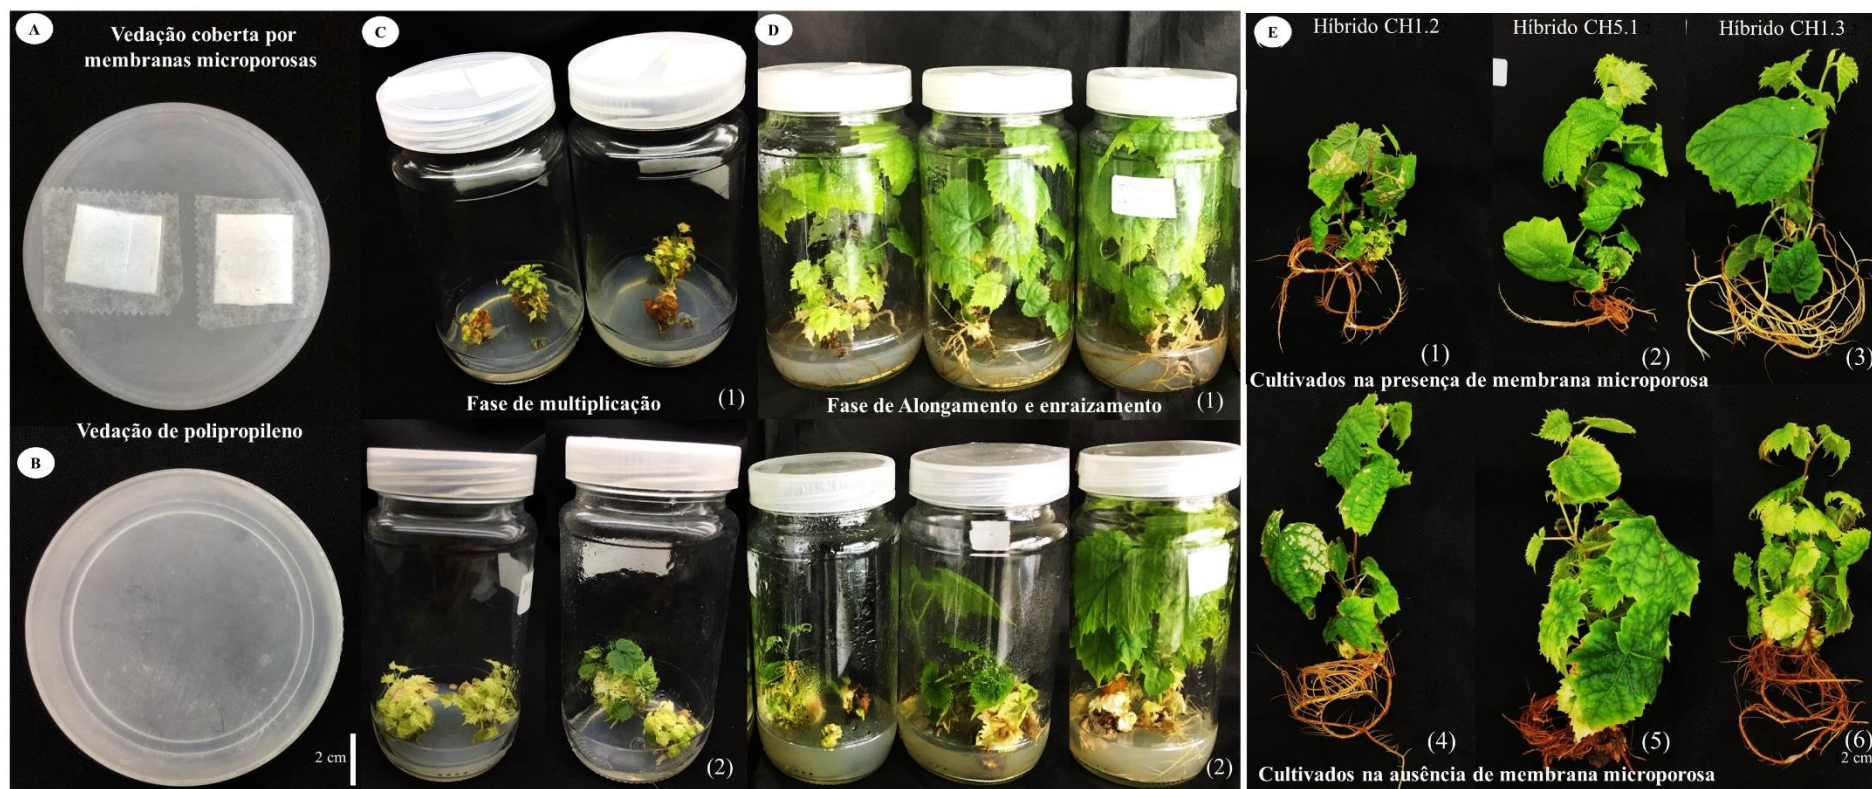 A
Vedação coberta por
membranas microporosas
Vedação de polipropileno
B
2 cm
C
(1)
Fase de multiplicação
(2)
D
(1)
Fase de Alongamento e enraizamento
(2)
E
Híbrido CH1.2
Híbrido CH5.1
Híbrido CH1.3
(1)
(2)
(3)
Cultivados na presença de membrana microporosa
(4)
(5)
(6)
2 cm
Cultivados na ausência de membrana microporosa